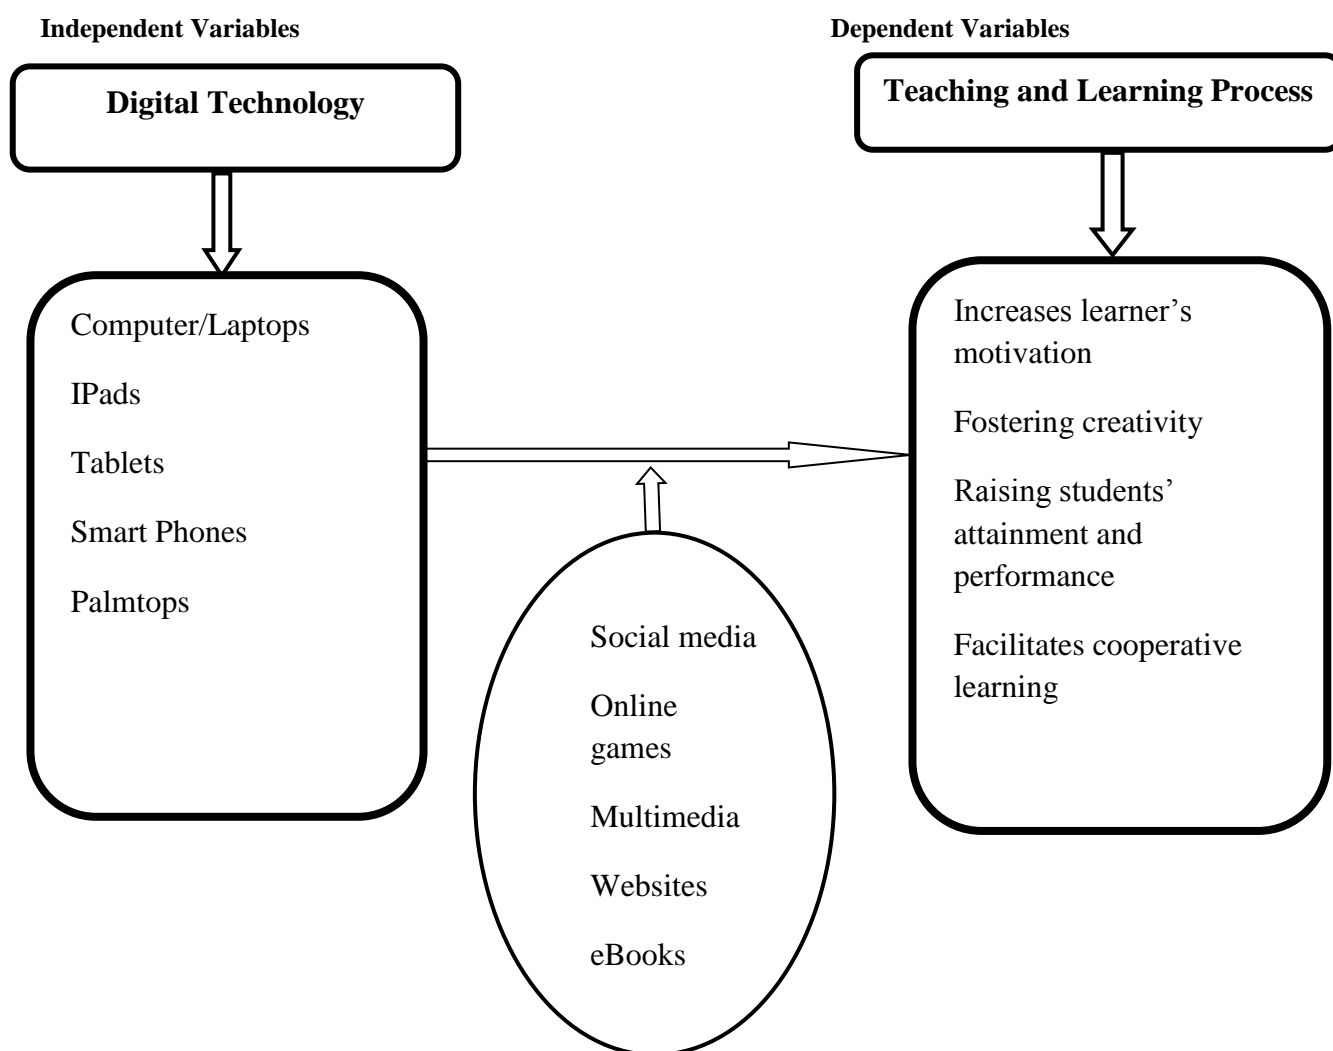 Independent Variables
Dependent Variables
Digital Technology
Teaching and Learning Process
Computer/Laptops
IPads
Tablets
Smart Phones
Palmtops
Increases learner’s
motivation
Fostering creativity
Raising students’
attainment and
performance
Facilitates cooperative
learning
Social media
Online
games
Multimedia
Websites
eBooks